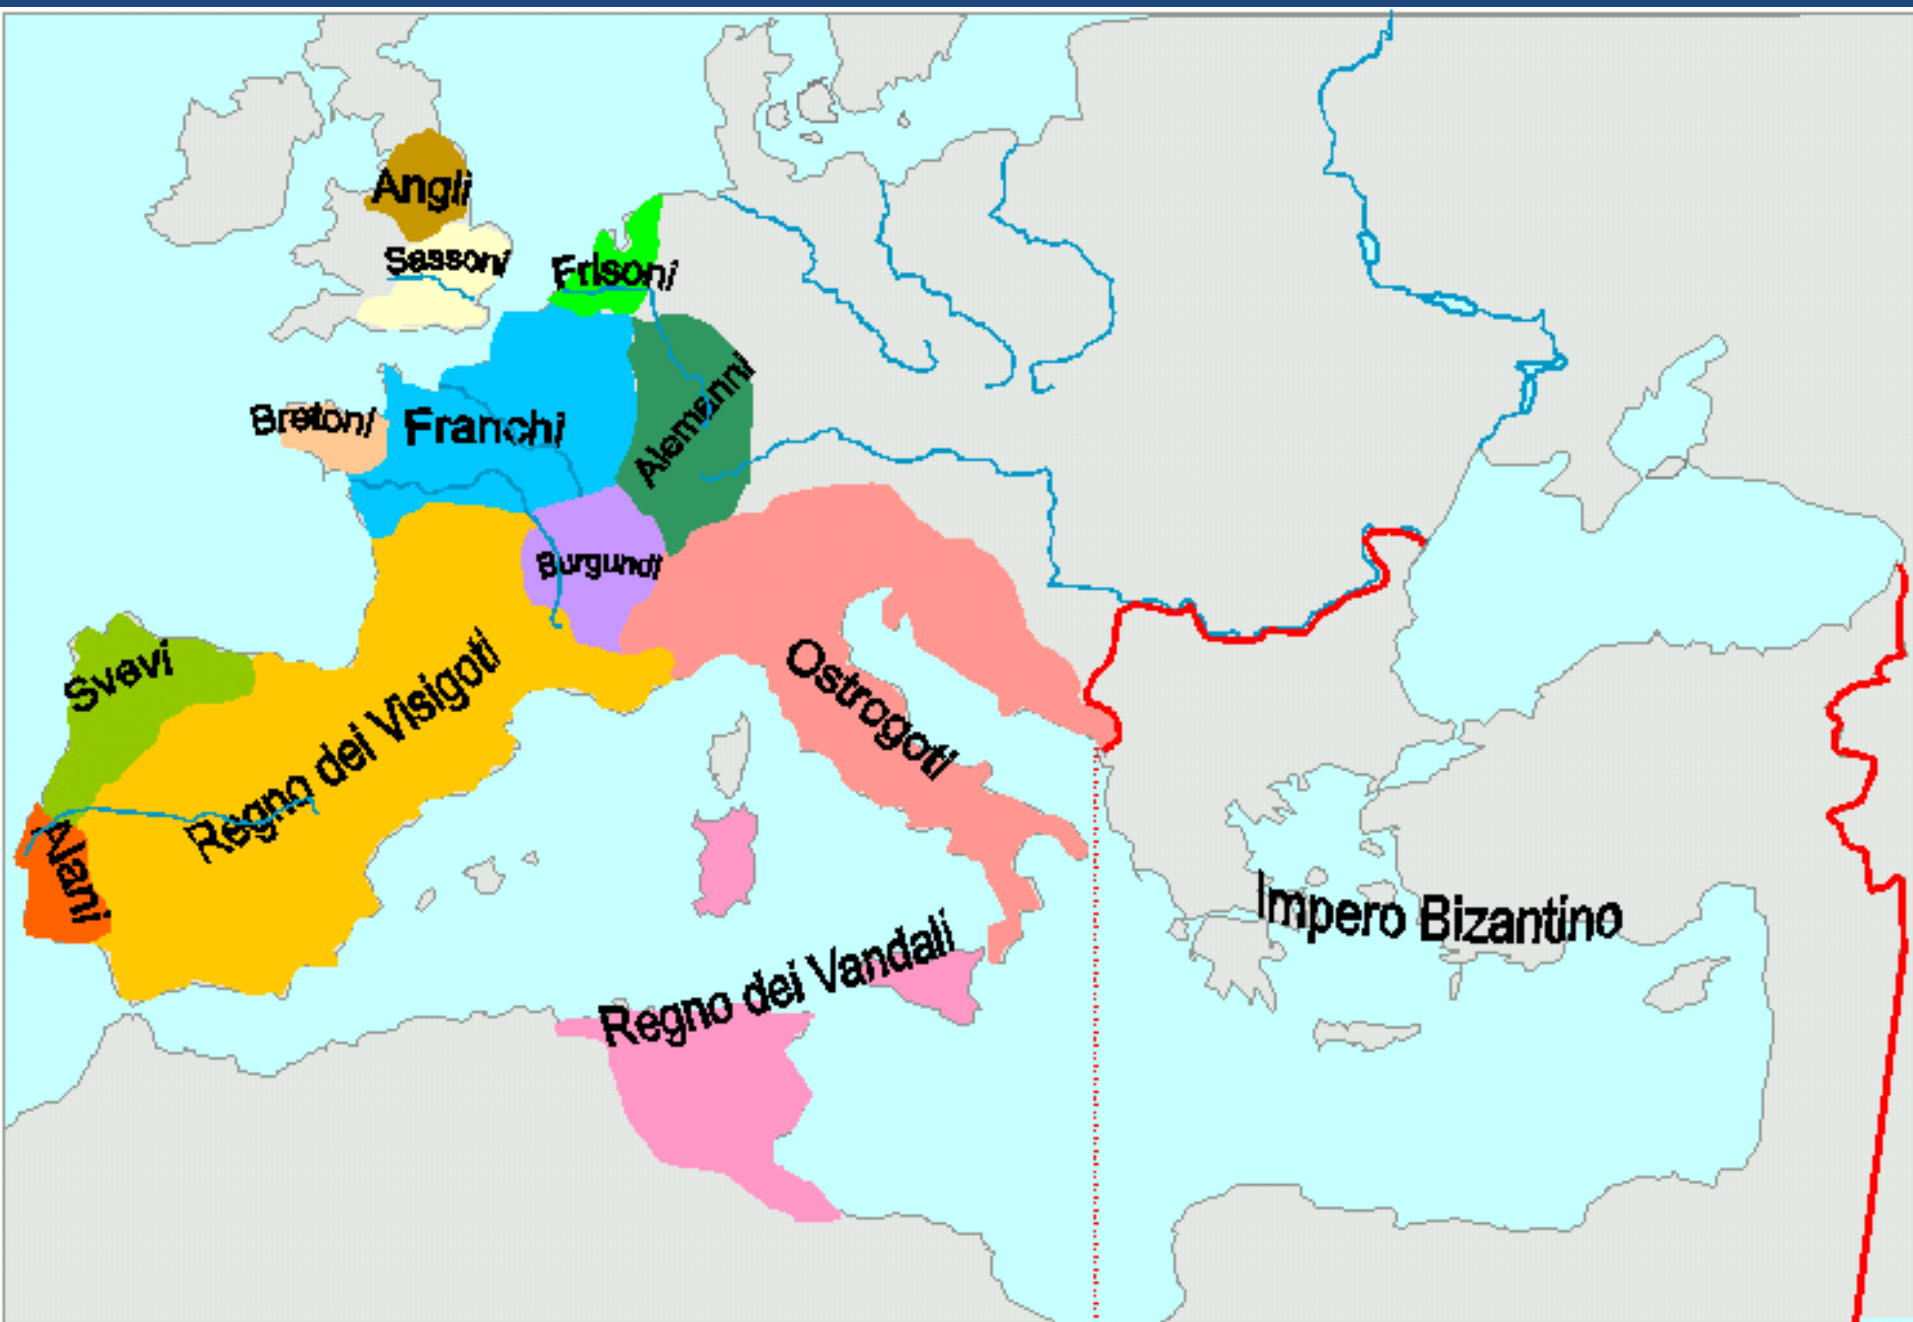 Angli
Sassoni
Frisoni
Bretoni
Franchi
Alemanni
Burgundi
Svevi
Regno dei Visigoti
Ostrogoti
Alani
Regno dei Vandali
Impero Bizantino